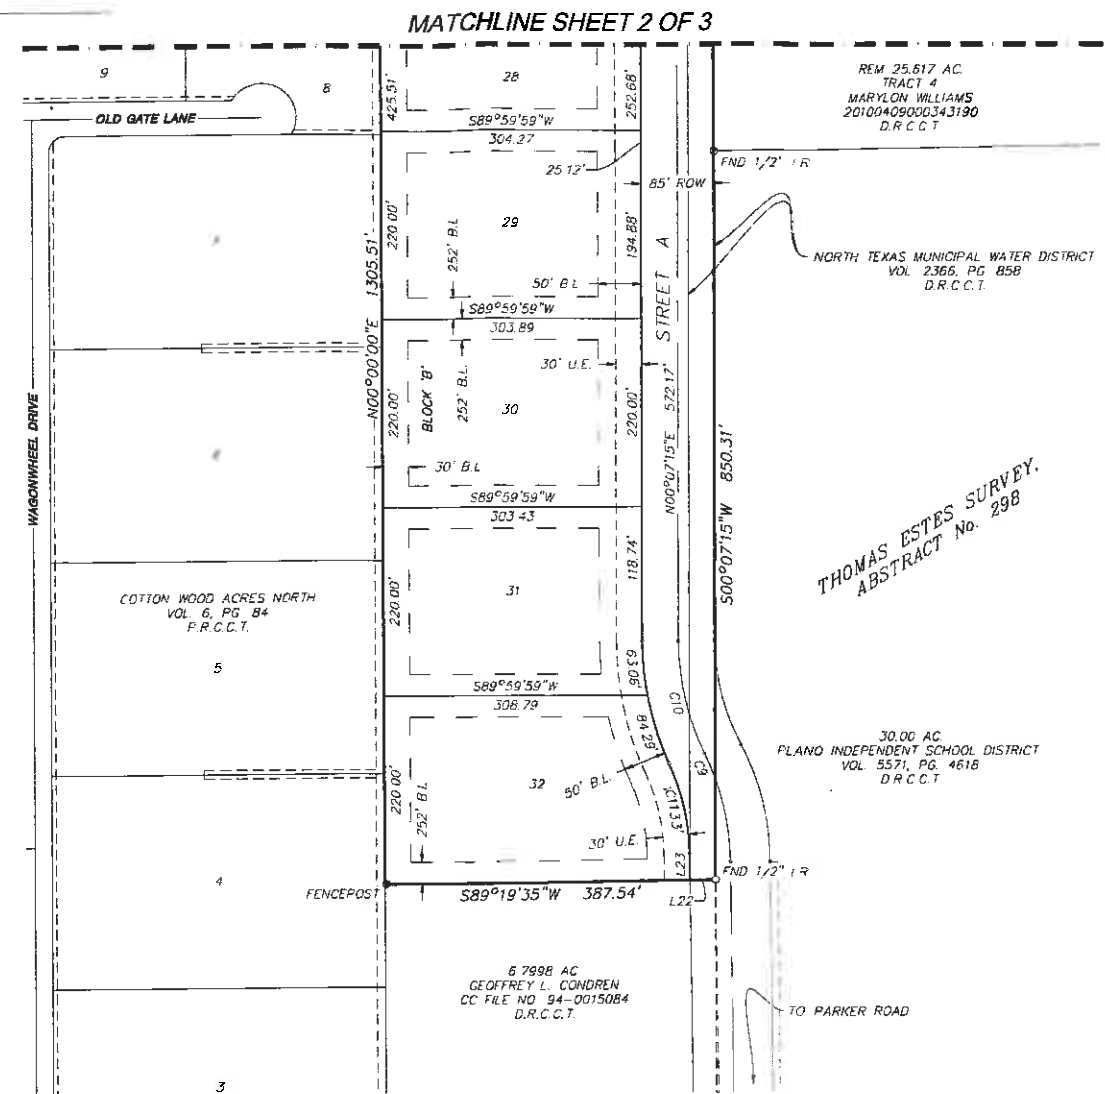 MATCHLINE SHEET 2 OF 3
9
8
OLD GATE LANE
28
425.51'
252.68'
S89°59'59"W
304.27
25.12'
REM 25.617 AC.
TRACT 4
MARYLON WILLIAMS
20100409000343190
D.R.C.C.T.
FND 1/2" I.R.
85' ROW
29
220.00'
252' B.L.
194.88'
STREET A
50' B.L.
NORTH TEXAS MUNICIPAL WATER DISTRICT
VOL 2366, PG 858
D.R.C.C.T.
N00°00'00"E 1305.51'
S89°59'59"W
303.89
30' U.E.
BLOCK 'B'
252' B.L.
220.00'
30
220.00'
N00°07'15"E 572.17'
S00°07'15"W 850.31'
30' B.L.
WAGONWHEEL DRIVE
THOMAS ESTES SURVEY,
ABSTRACT No. 298
S89°59'59"W
303.43
118.74'
31
220.00'
COTTON WOOD ACRES NORTH
VOL. 6, PG 84
P.R.C.C.T.
5
63.06'
S89°59'59"W
308.79
C10
84.29'
32
50' B.L.
C9
C11
33'
220.00'
252' B.L.
30' U.E.
L23
30.00 AC.
PLANO INDEPENDENT SCHOOL DISTRICT
VOL. 5571, PG. 4618
D.R.C.C.T.
FND 1/2" I.R.
4
FENCEPOST
S89°19'35"W 387.54'
L22
6.7998 AC
GEOFFREY L. CONDREN
CC FILE NO 94-0015084
D.R.C.C.T.
TO PARKER ROAD
3